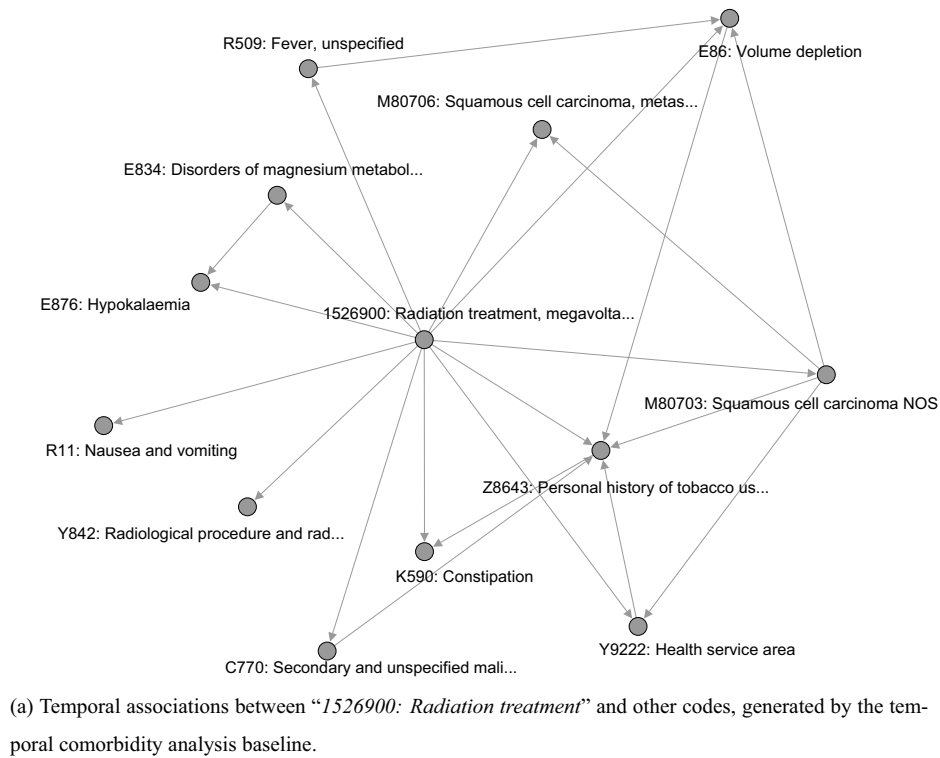 R509: Fever, unspecified
E86: Volume depletion
M80706: Squamous cell carcinoma, metas...
E834: Disorders of magnesium metabol...
E876: Hypokalaemia
1526900: Radiation treatment, megavolta...
M80703: Squamous cell carcinoma NOS
R11: Nausea and vomiting
Z8643: Personal history of tobacco us...
Y842: Radiological procedure and rad...
K590: Constipation
Y9222: Health service area
C770: Secondary and unspecified mali...
(a) Temporal associations between “1526900: Radiation treatment” and other codes, generated by the tem-
poral comorbidity analysis baseline.